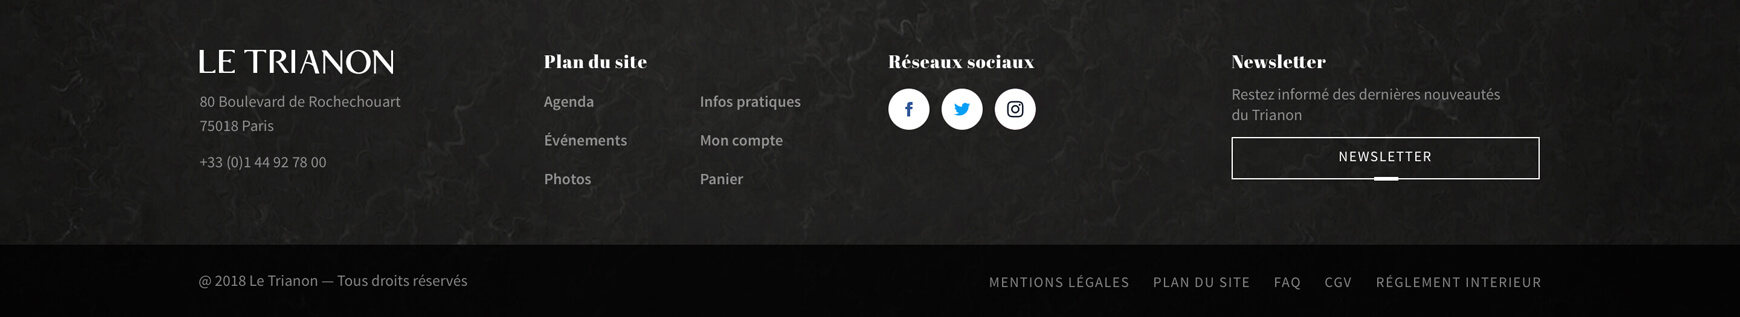 LE TRIANON
80 Boulevard de Rochechouart
75018 Paris
+33 (0)1 44 92 78 00
Plan du site
Agenda
Événements
Photos
Infos pratiques
Mon compte
Panier
Réseaux sociaux
Newsletter
Restez informé des dernières nouveautés
du Trianon
NEWSLETTER
@ 2018 Le Trianon — Tous droits réservés
MENTIONS LÉGALES PLAN DU SITE FAQ CGV RÉGLEMENT INTERIEUR